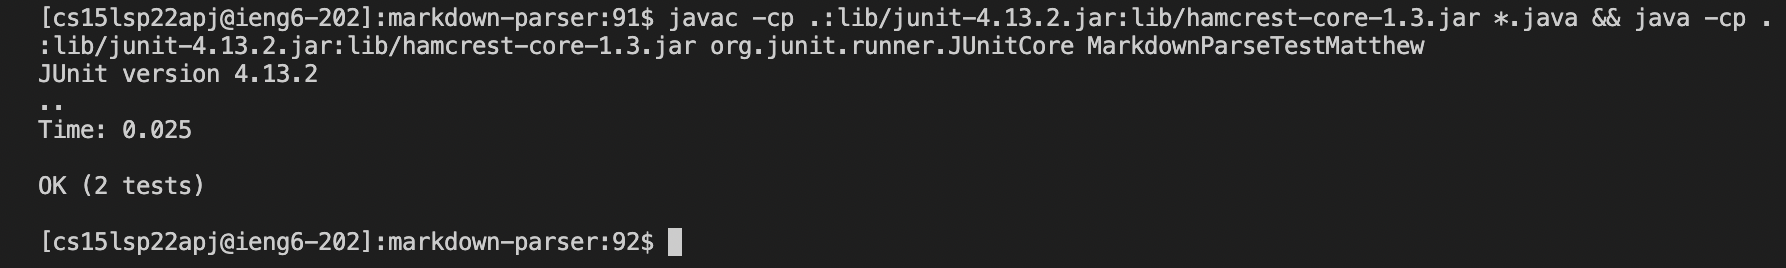 [cs15lsp22apj@ieng6-202]:markdown-parser:91$ javac -cp .:lib/junit-4.13.2.jar:lib/hamcrest-core-1.3.jar *.java && java -cp .
:lib/junit-4.13.2.jar:lib/hamcrest-core-1.3.jar org.junit.runner.JUnitCore MarkdownParseTestMatthew
JUnit version 4.13.2
..
Time: 0.025
OK (2 tests)
[cs15lsp22apj@ieng6-202]:markdown-parser:92$